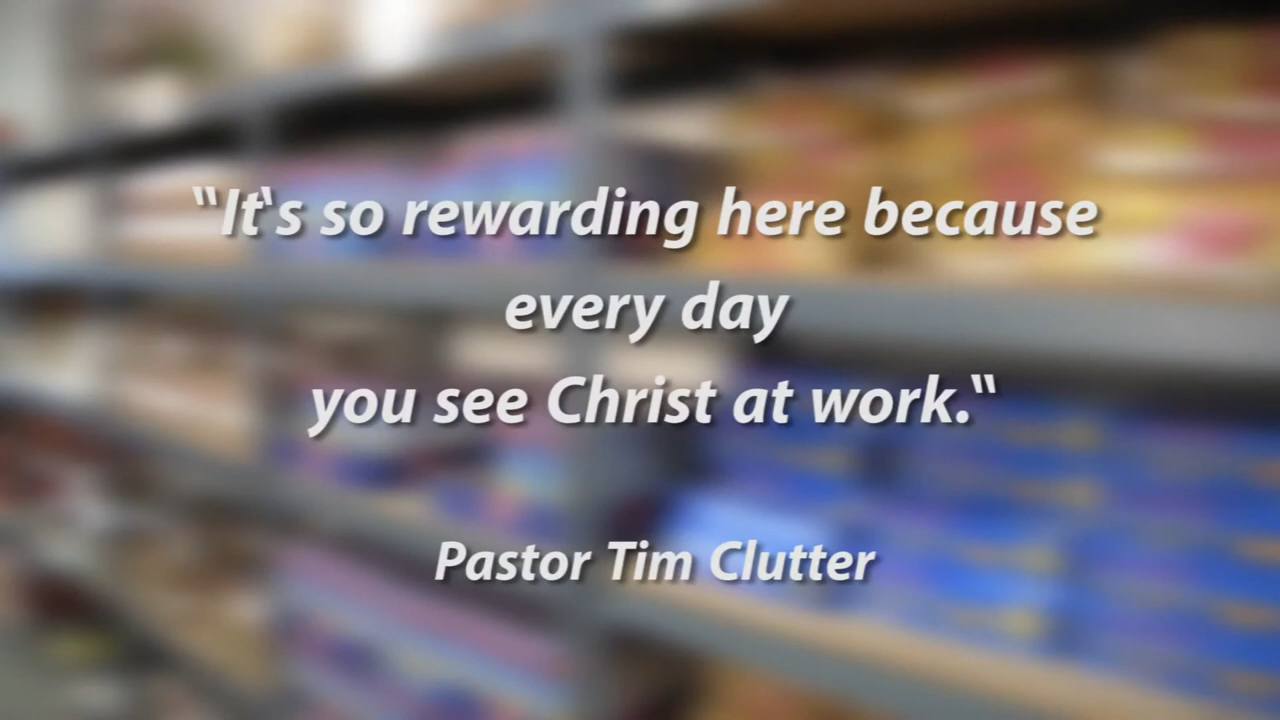 ‟It‛s so rewarding here because
every day
you see Christ at work.‟
Pastor Tim Clutter